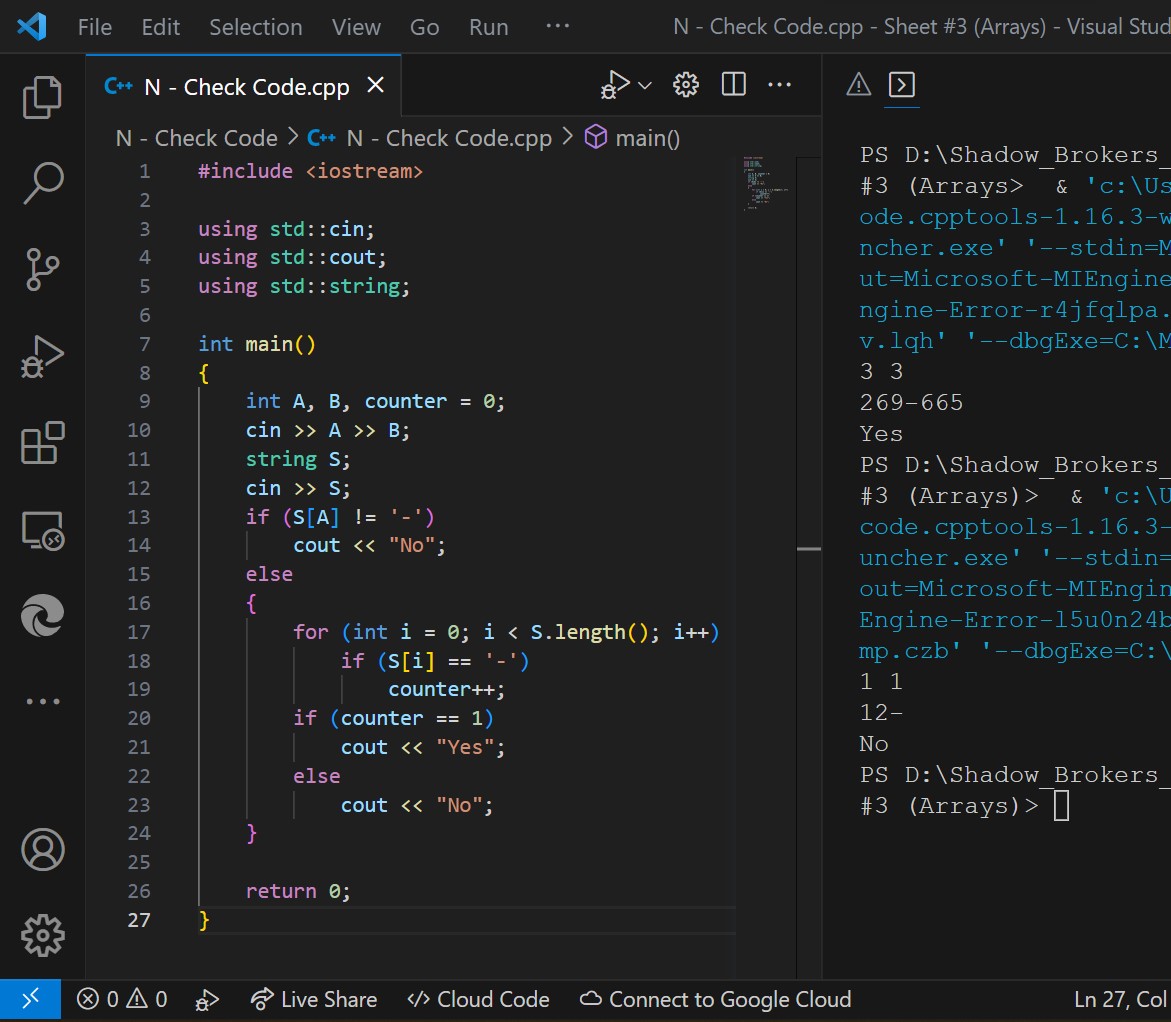 File Edit Selection View Go Run ··· N - Check Code.cpp - Sheet #3 (Arrays) - Visual Stud
C++ N - Check Code.cpp ×
N - Check Code > C++ N - Check Code.cpp > main()
1 #include <iostream>
2
3 using std::cin;
4 using std::cout;
5 using std::string;
6
7 int main()
8 {
9 int A, B, counter = 0;
10 cin >> A >> B;
11 string S;
12 cin >> S;
13 if (S[A] != '-')
14 cout << "No";
15 else
16 {
17 for (int i = 0; i < S.length(); i++)
18 if (S[i] == '-')
19 counter++;
20 if (counter == 1)
21 cout << "Yes";
22 else
23 cout << "No";
24 }
25
26 return 0;
27 }
PS D:\Shadow_Brokers_
#3 (Arrays> & 'c:\Us
ode.cpptools-1.16.3-w
ncher.exe' '--stdin=M
ut=Microsoft-MIEngine
ngine-Error-r4jfqlpa.
v.lqh' '--dbgExe=C:\M
3 3
269-665
Yes
PS D:\Shadow_Brokers_
#3 (Arrays)> & 'c:\U
code.cpptools-1.16.3-
uncher.exe' '--stdin=
out=Microsoft-MIEngin
Engine-Error-l5u0n24b
mp.czb' '--dbgExe=C:\
1 1
12-
No
PS D:\Shadow_Brokers_
#3 (Arrays)>
0 0 Live Share </> Cloud Code Connect to Google Cloud Ln 27, Col